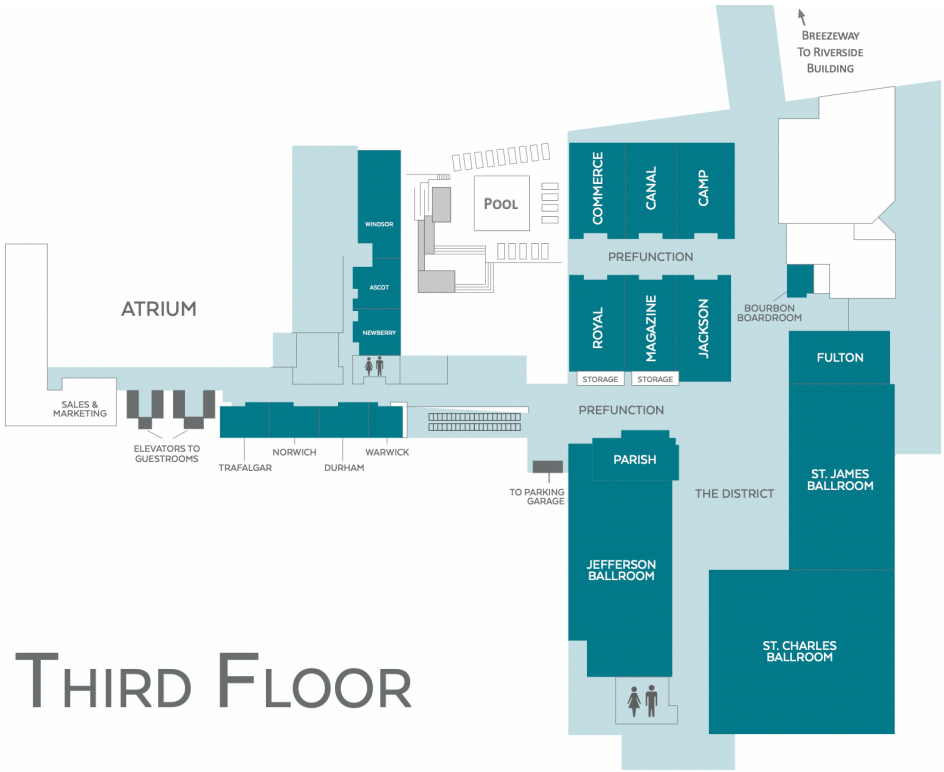 BREEZEWAY
TO RIVERSIDE
BUILDING
COMMERCE
CANAL
CAMP
POOL
WINDSOR
PREFUNCTION
ASCOT
ATRIUM
BOURBON
BOARDROOM
ROYAL
MAGAZINE
JACKSON
NEWBERRY
FULTON
STORAGE
STORAGE
SALES &
MARKETING
PREFUNCTION
ELEVATORS TO
GUESTROOMS
NORWICH
WARWICK
TRAFALGAR
DURHAM
PARISH
ST. JAMES
BALLROOM
TO PARKING
GARAGE
THE DISTRICT
JEFFERSON
BALLROOM
ST. CHARLES
BALLROOM
THIRD FLOOR